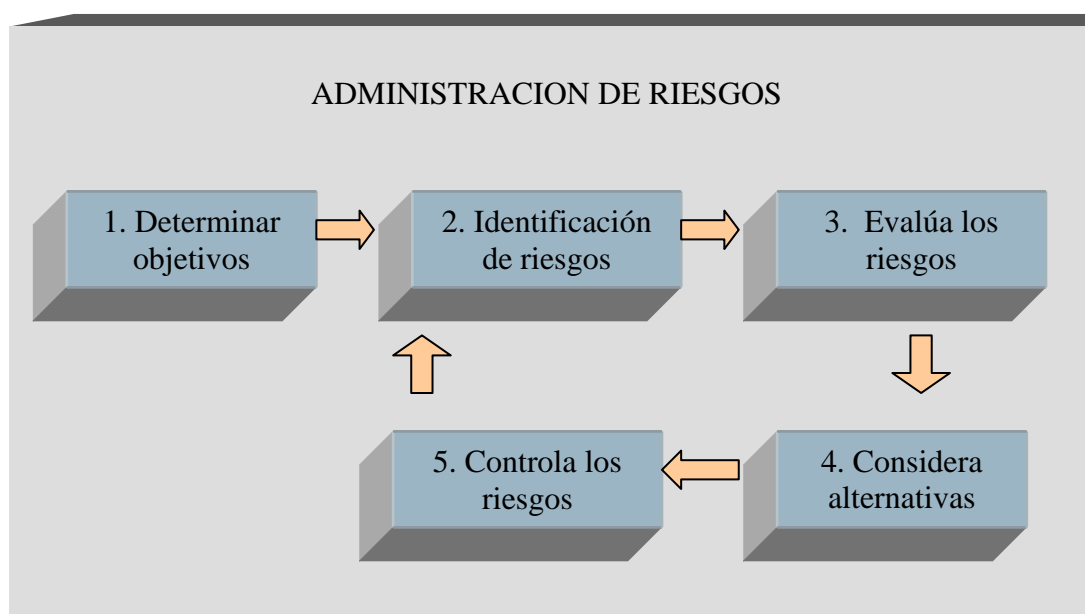 ADMINISTRACION DE RIESGOS
1. Determinar
objetivos
2. Identificación
de riesgos
3. Evalúa los
riesgos
4. Considera
alternativas
5. Controla los
riesgos